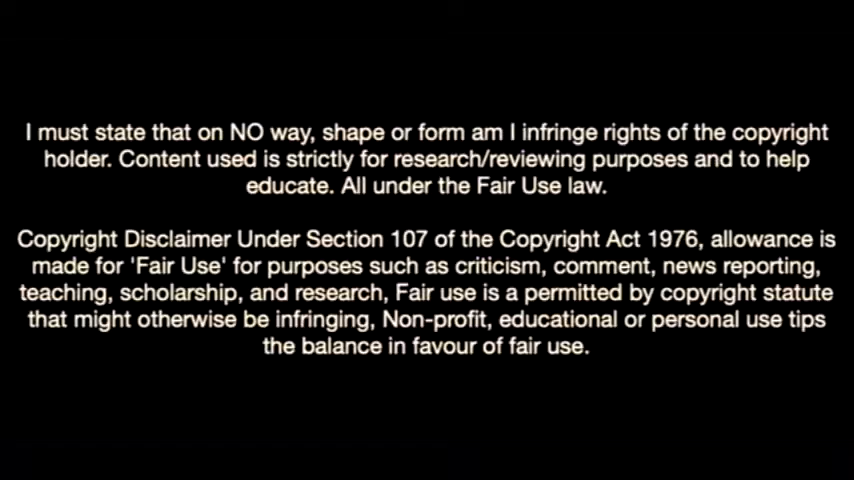 I must state that on NO way, shape or form am I infringe rights of the copyright
holder. Content used is strictly for research/reviewing purposes and to help
educate. All under the Fair Use law.
Copyright Disclaimer Under Section 107 of the Copyright Act 1976, allowance is
made for 'Fair Use' for purposes such as criticism, comment, news reporting,
teaching, scholarship, and research, Fair use is a permitted by copyright statute
that might otherwise be infringing, Non-profit, educational or personal use tips
the balance in favour of fair use.